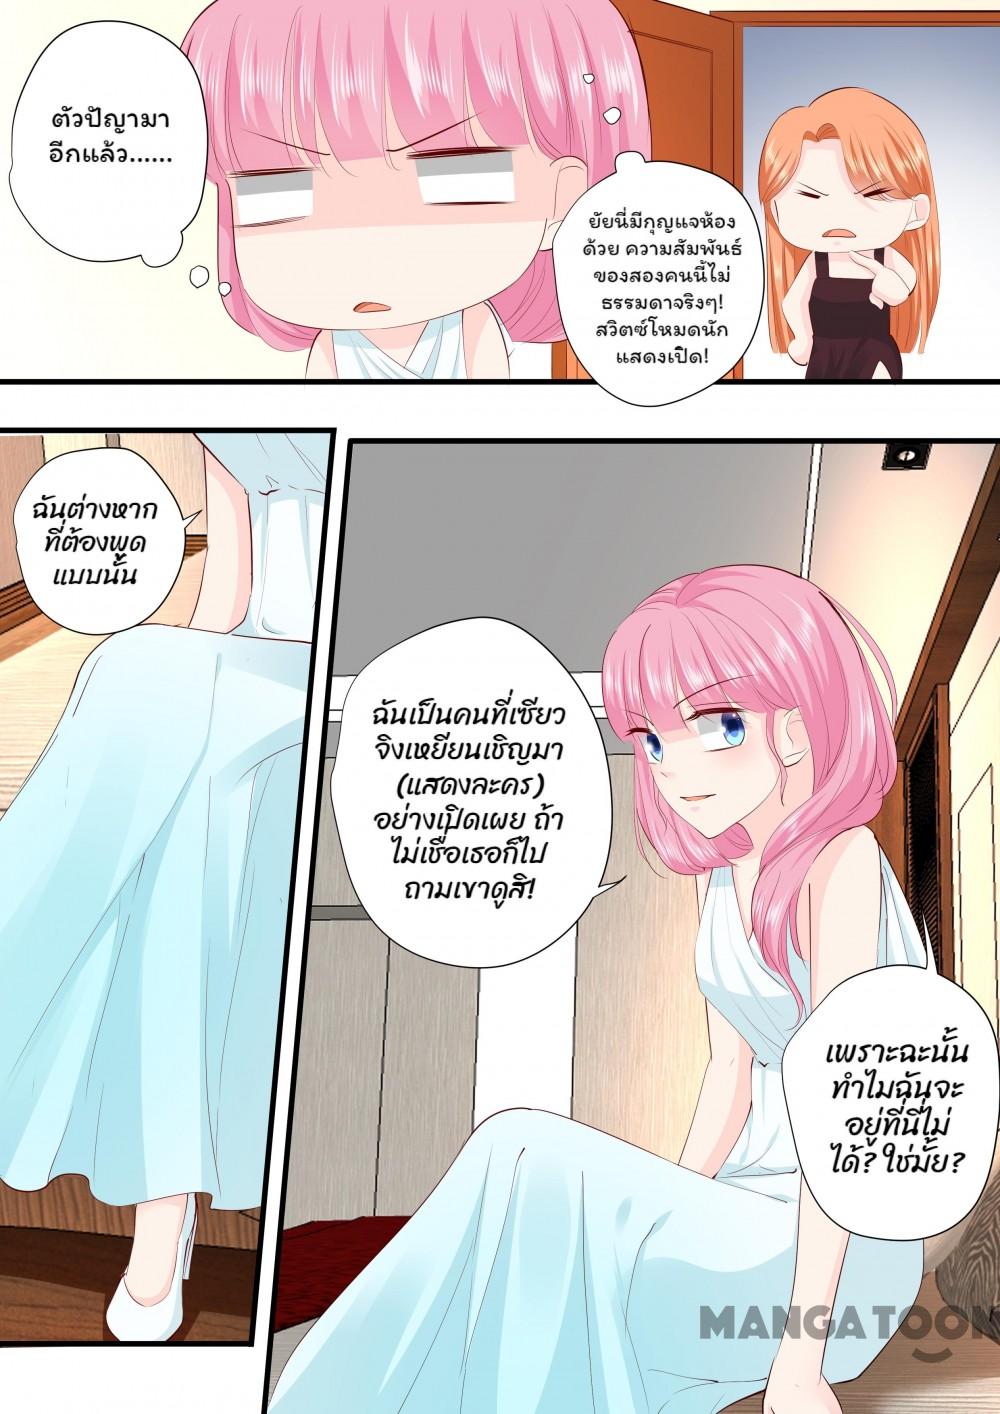 ตัวปัญามา
อีกแล้ว......
ยัยนี่มีกุญแจห้อง
ด้วย ความสัมพันธ์
ของสองคนนี้ไม่
ธรรมดาจริงๆ!
สวิตซ์โหมดนัก
แสดงเปิด!
ฉันต่างหาก
ที่ต้องพูด
แบบนั้น
ฉันเป็นคนที่เซียว
จิงเหยียนเชิญมา
(แสดงละคร)
อย่างเปิดเผย ถ้า
ไม่เชื่อเธอก็ไป
ถามเขาดูสิ!
เพราะฉะนั้น
ทำไมฉันจะ
อยู่ที่นี่ไม่
ได้? ใช่มั้ย?
MANGATOON